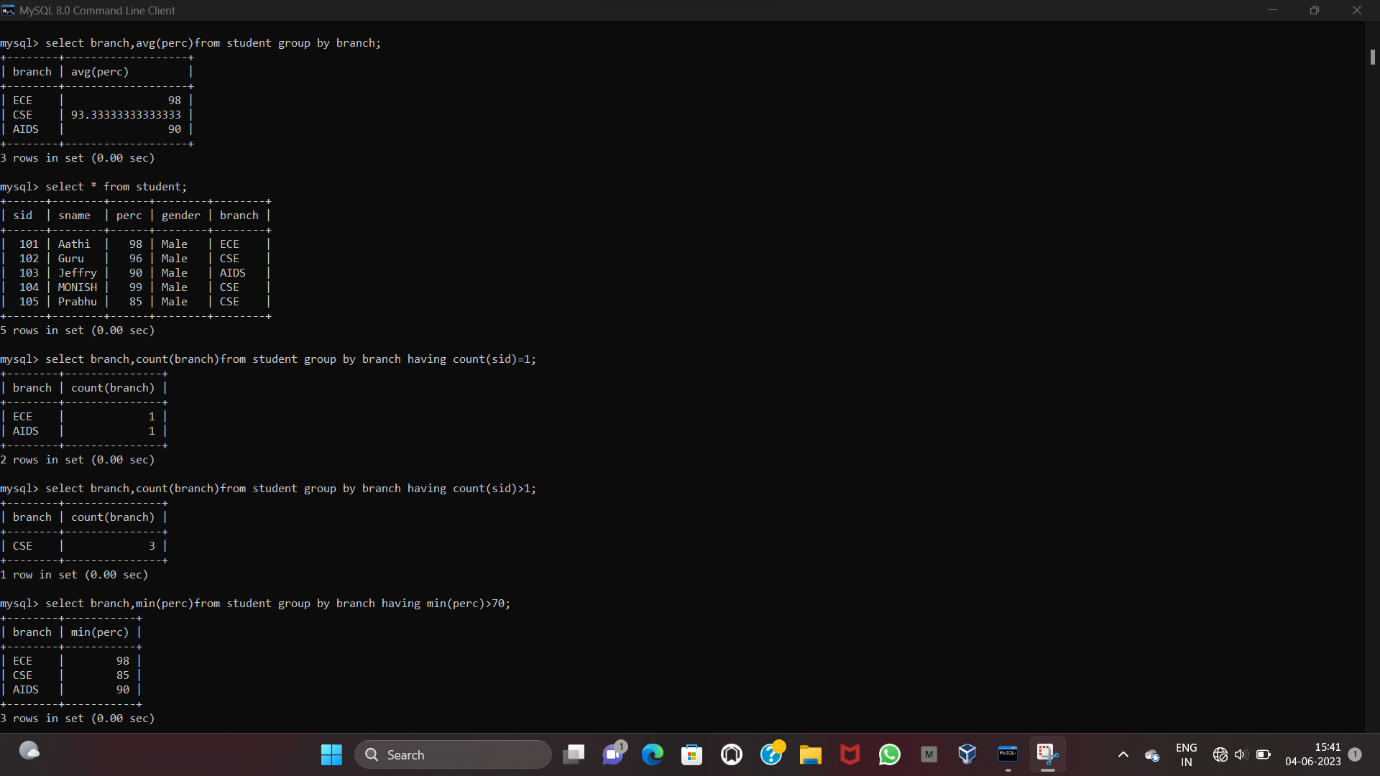 MySQL 8.0 Command Line Client
mysql> select branch,avg(perc)from student group by branch;
+--------+-------------------+
| branch | avg(perc)         |
+--------+-------------------+
| ECE    |                98 |
| CSE    | 93.33333333333333 |
| AIDS   |                90 |
+--------+-------------------+
3 rows in set (0.00 sec)
mysql> select * from student;
+------+--------+------+--------+--------+
| sid  | sname  | perc | gender | branch |
+------+--------+------+--------+--------+
|  101 | Aathi  |   98 | Male   | ECE    |
|  102 | Guru   |   96 | Male   | CSE    |
|  103 | Jeffry |   90 | Male   | AIDS   |
|  104 | MONISH |   99 | Male   | CSE    |
|  105 | Prabhu |   85 | Male   | CSE    |
+------+--------+------+--------+--------+
5 rows in set (0.00 sec)
mysql> select branch,count(branch)from student group by branch having count(sid)=1;
+--------+---------------+
| branch | count(branch) |
+--------+---------------+
| ECE    |             1 |
| AIDS   |             1 |
+--------+---------------+
2 rows in set (0.00 sec)
mysql> select branch,count(branch)from student group by branch having count(sid)>1;
+--------+---------------+
| branch | count(branch) |
+--------+---------------+
| CSE    |             3 |
+--------+---------------+
1 row in set (0.00 sec)
mysql> select branch,min(perc)from student group by branch having min(perc)>70;
+--------+-----------+
| branch | min(perc) |
+--------+-----------+
| ECE    |        98 |
| CSE    |        85 |
| AIDS   |        90 |
+--------+-----------+
3 rows in set (0.00 sec)
Search
1
M
ENG
IN
15:41
04-06-2023
1